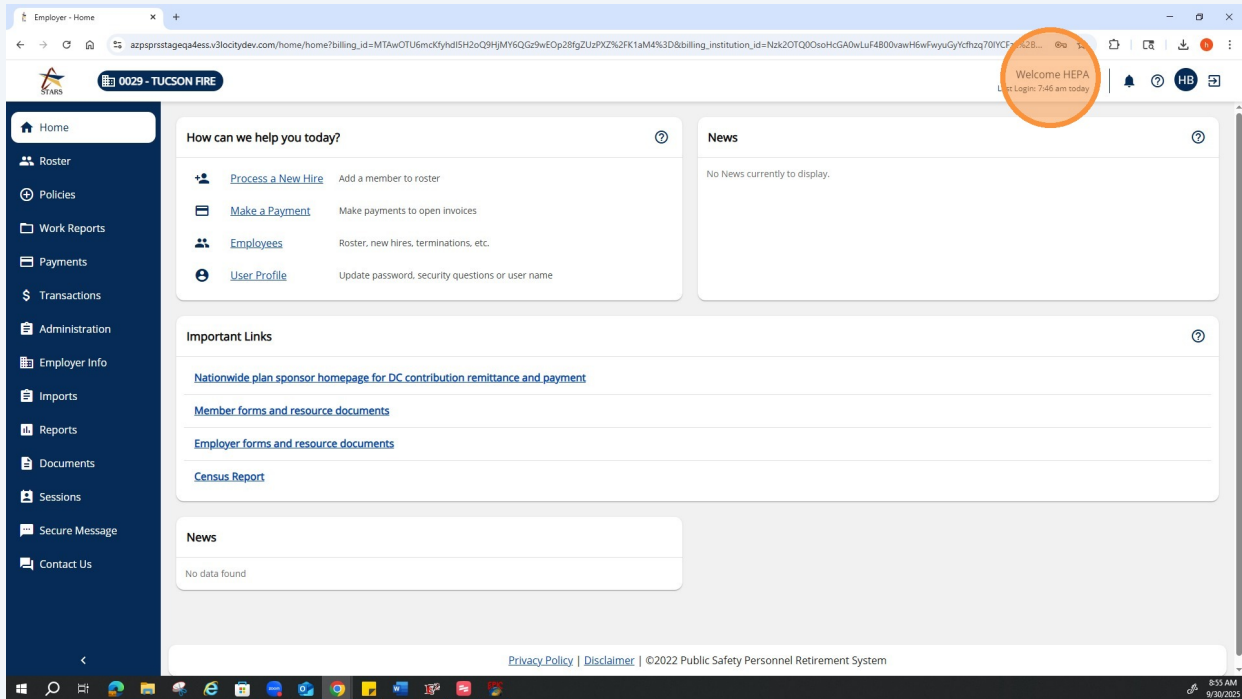 Employer - Home
azpsprsstageqa4ess.v3locitydev.com/home/home?billing_id=
STARS
0029 - TUCSON FIRE
Welcome HEPA
Last Login: 7:46 am today
HB
Home
Roster
Policies
Work Reports
Payments
Transactions
Administration
Employer Info
Imports
Reports
Documents
Sessions
Secure Message
Contact Us
How can we help you today?
Process a New Hire Add a member to roster
Make a Payment Make payments to open invoices
Employees Roster, new hires, terminations, etc.
User Profile Update password, security questions or user name
News
No News currently to display.
Important Links
Nationwide plan sponsor homepage for DC contribution remittance and payment
Member forms and resource documents
Employer forms and resource documents
Census Report
News
No data found
Privacy Policy | Disclaimer | ©2022 Public Safety Personnel Retirement System
8:55 AM
9/30/2025